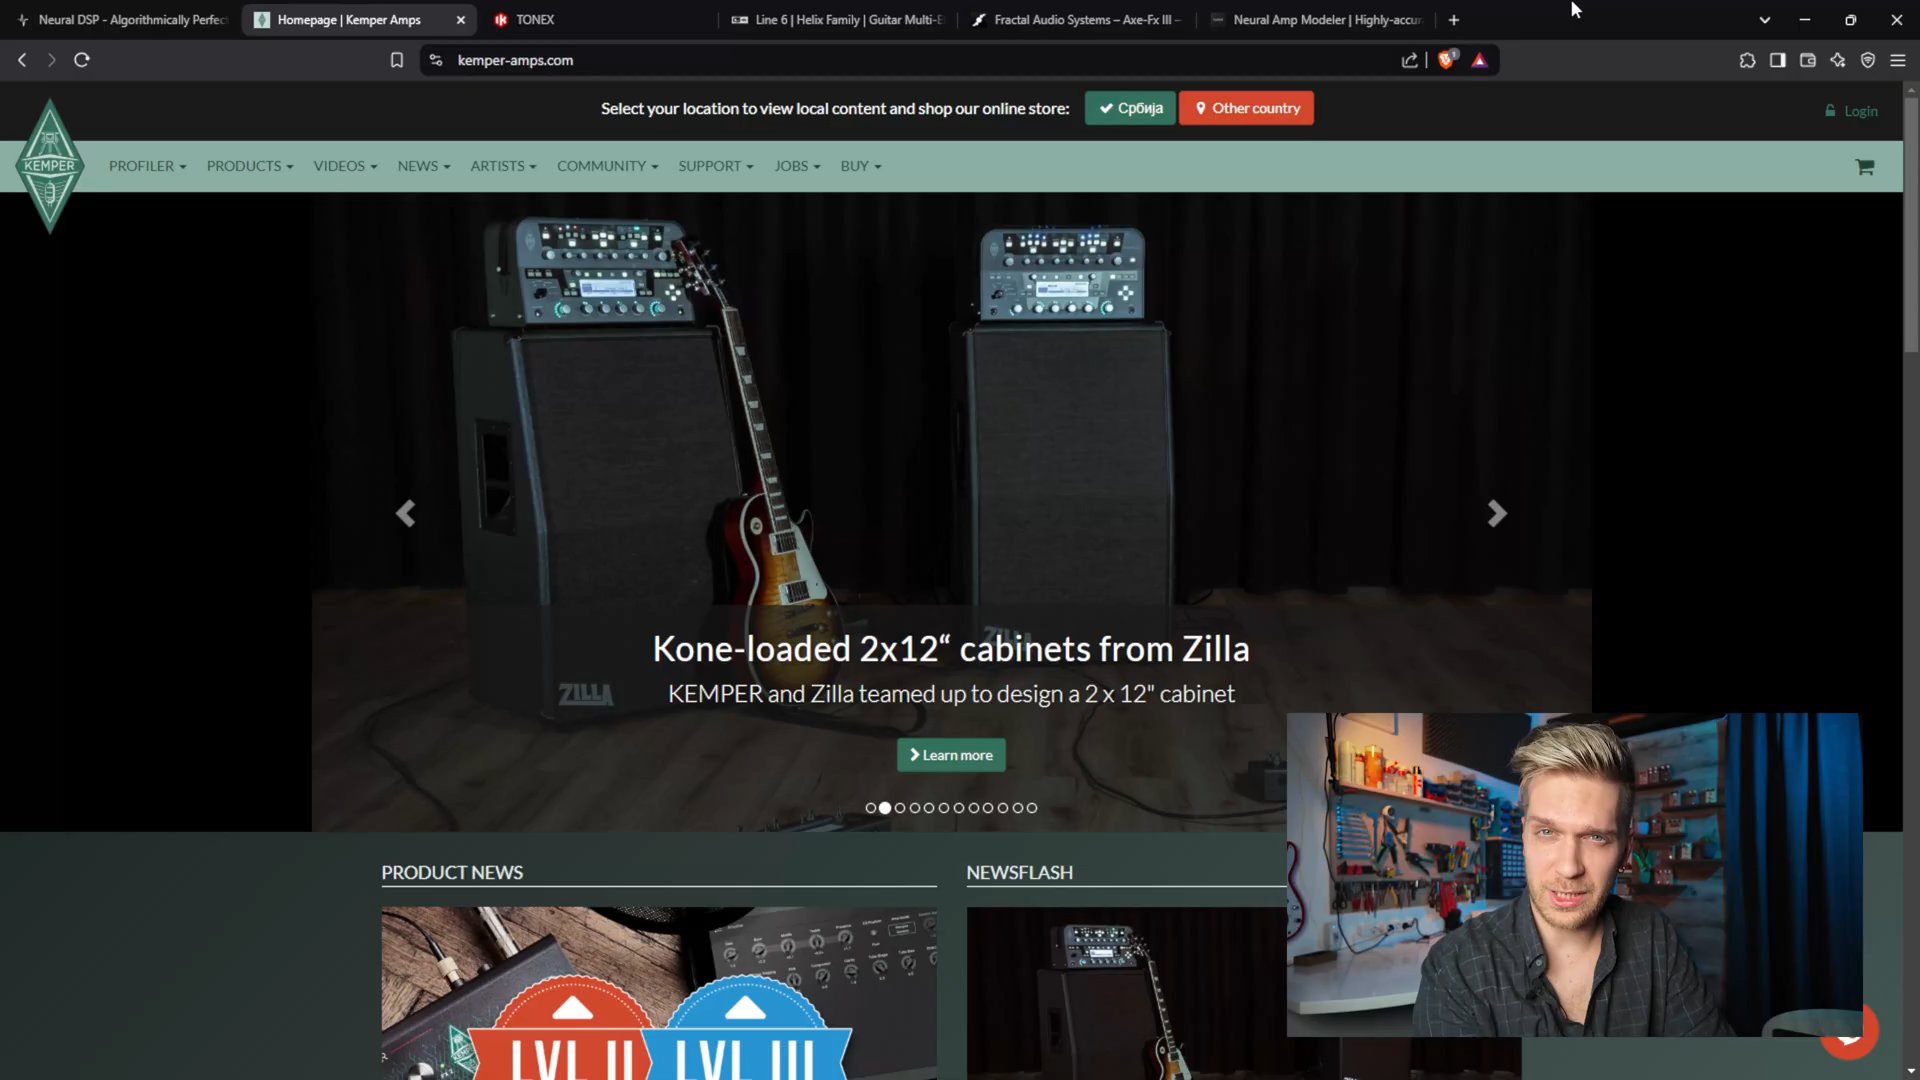 Neural DSP - Algorithmically Perfec
Homepage | Kemper Amps
TONEX
Line 6 | Helix Family | Guitar Multi-E
Fractal Audio Systems – Axe-Fx III –
Neural Amp Modeler | Highly-accur
kemper-amps.com
1
Select your location to view local content and shop our online store:
Србија
Other country
Login
KEMPER
PROFILER
PRODUCTS
VIDEOS
NEWS
ARTISTS
COMMUNITY
SUPPORT
JOBS
BUY
ZILLA
Kone-loaded 2x12“ cabinets from Zilla
KEMPER and Zilla teamed up to design a 2 x 12" cabinet
Learn more
PRODUCT NEWS
NEWSFLASH
LVL II
LVL III